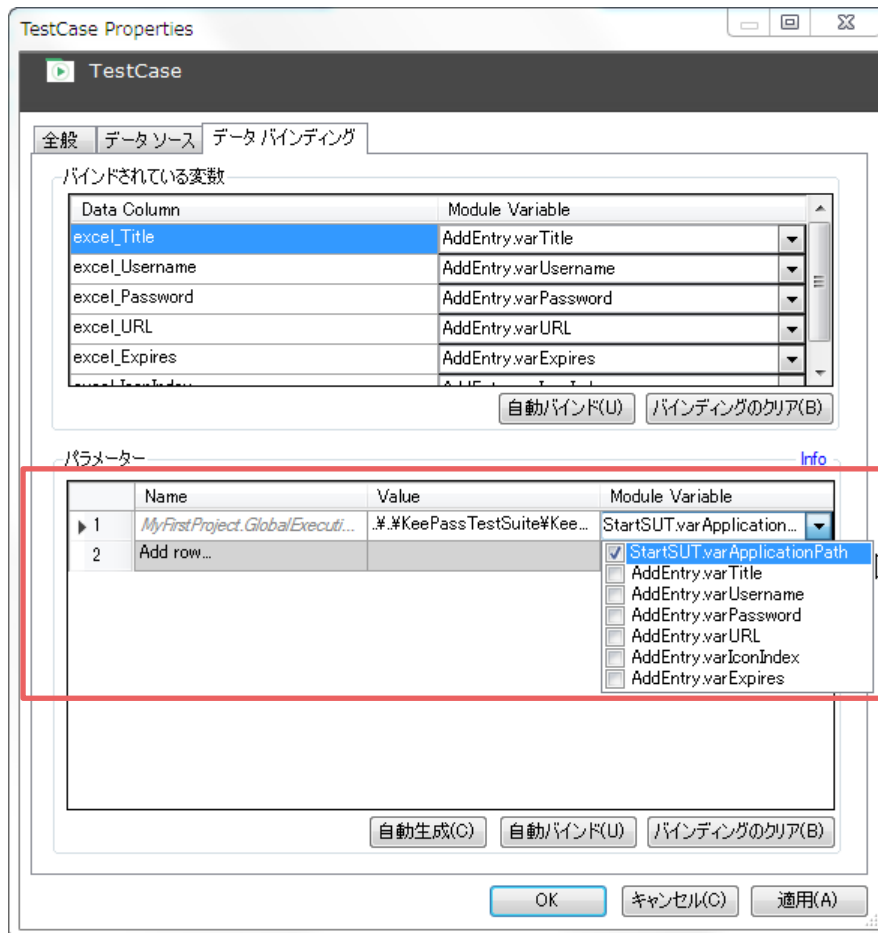 TestCase Properties
TestCase
全般 データ ソース データ バインディング
バインドされている変数
Data Column Module Variable
excel_Title AddEntry.varTitle
excel_Username AddEntry.varUsername
excel_Password AddEntry.varPassword
excel_URL AddEntry.varURL
excel_Expires AddEntry.varExpires
自動バインド(U) バインディングのクリア(B)
パラメーター Info
Name Value Module Variable
1 MyFirstProject.GlobalExecuti... .¥.¥KeePassTestSuite¥Kee... StartSUT.varApplication...
2 Add row...
StartSUT.varApplicationPath
AddEntry.varTitle
AddEntry.varUsername
AddEntry.varPassword
AddEntry.varURL
AddEntry.varIconIndex
AddEntry.varExpires
自動生成(C) 自動バインド(U) バインディングのクリア(B)
OK キャンセル(C) 適用(A)